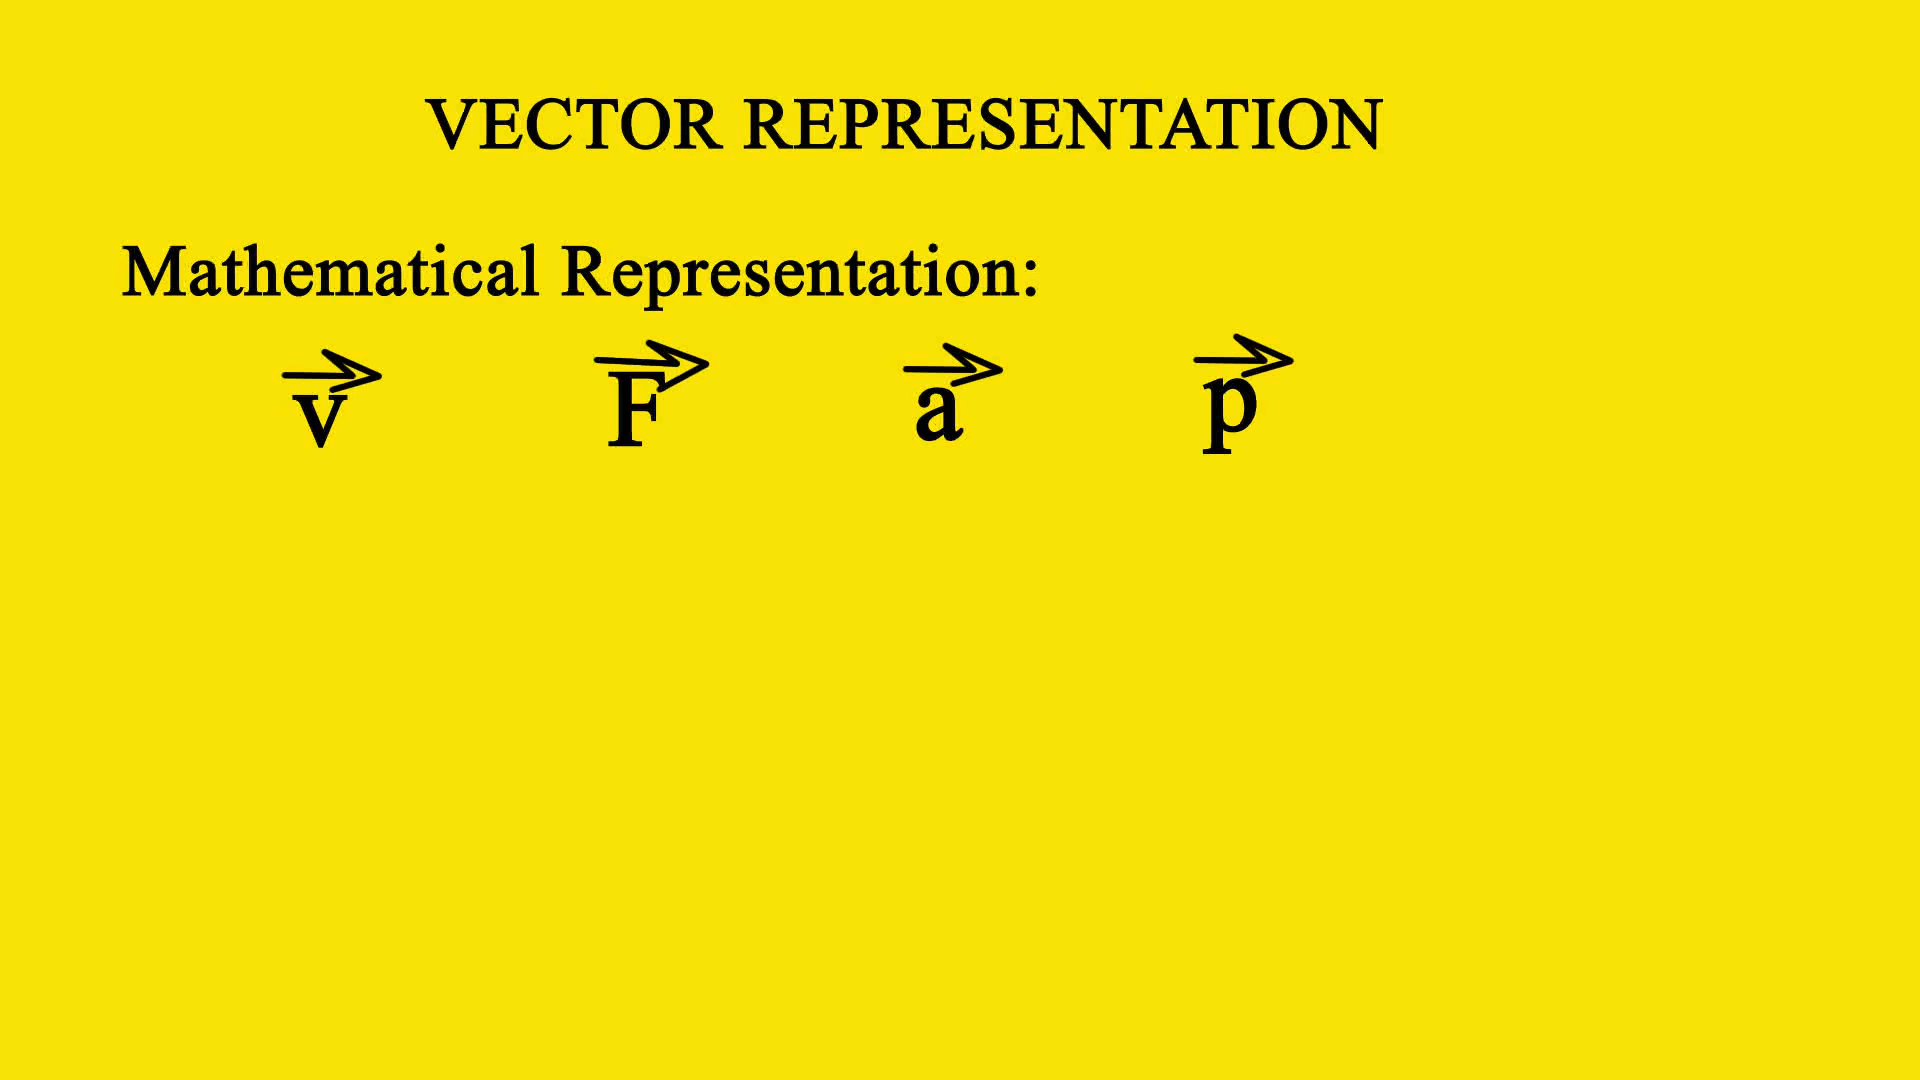 VECTOR REPRESENTATION
Mathematical Representation:
v⃗ F⃗ a⃗ p⃗